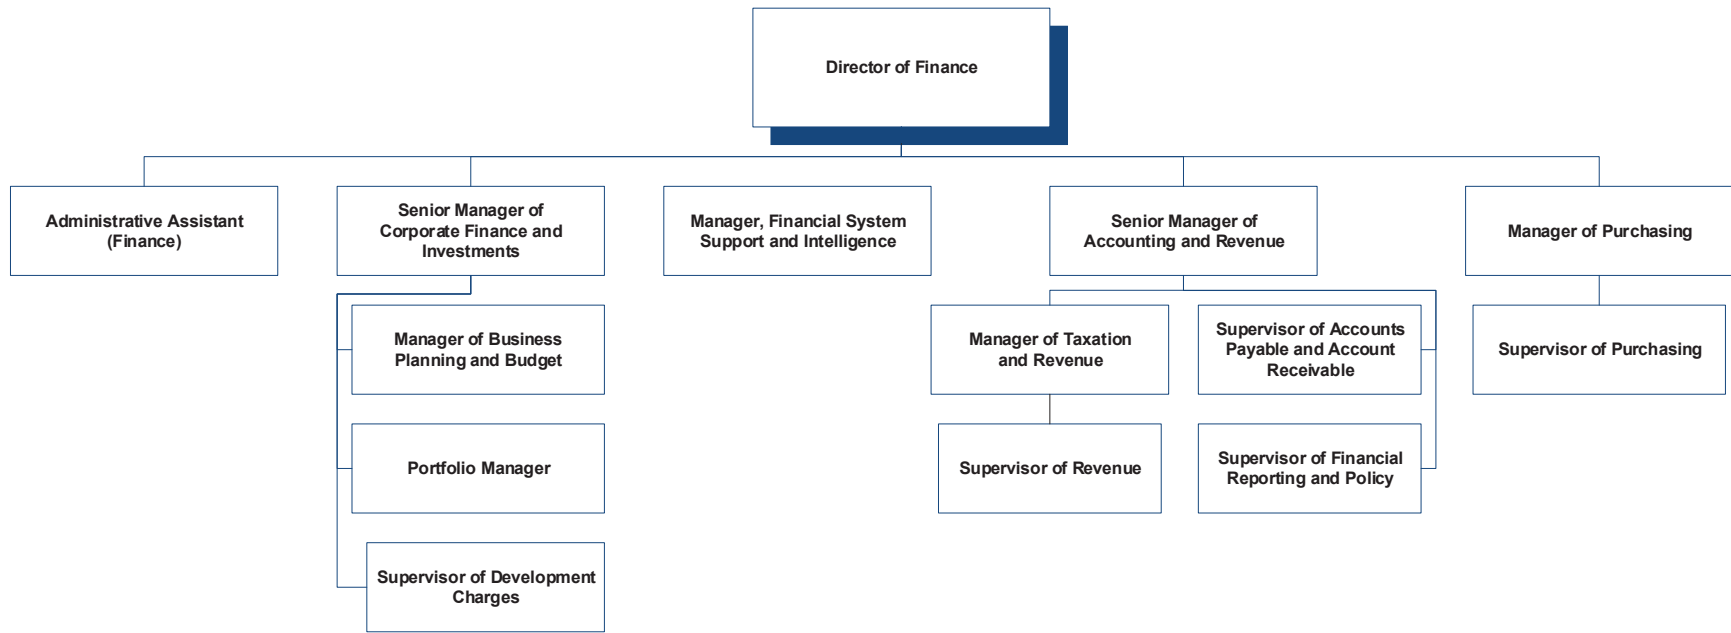 Director of Finance
Administrative Assistant
(Finance)
Senior Manager of
Corporate Finance and
Investments
Manager, Financial System
Support and Intelligence
Senior Manager of
Accounting and Revenue
Manager of Purchasing
Manager of Business
Planning and Budget
Manager of Taxation
and Revenue
Supervisor of Accounts
Payable and Account
Receivable
Supervisor of Purchasing
Portfolio Manager
Supervisor of Revenue
Supervisor of Financial
Reporting and Policy
Supervisor of Development
Charges